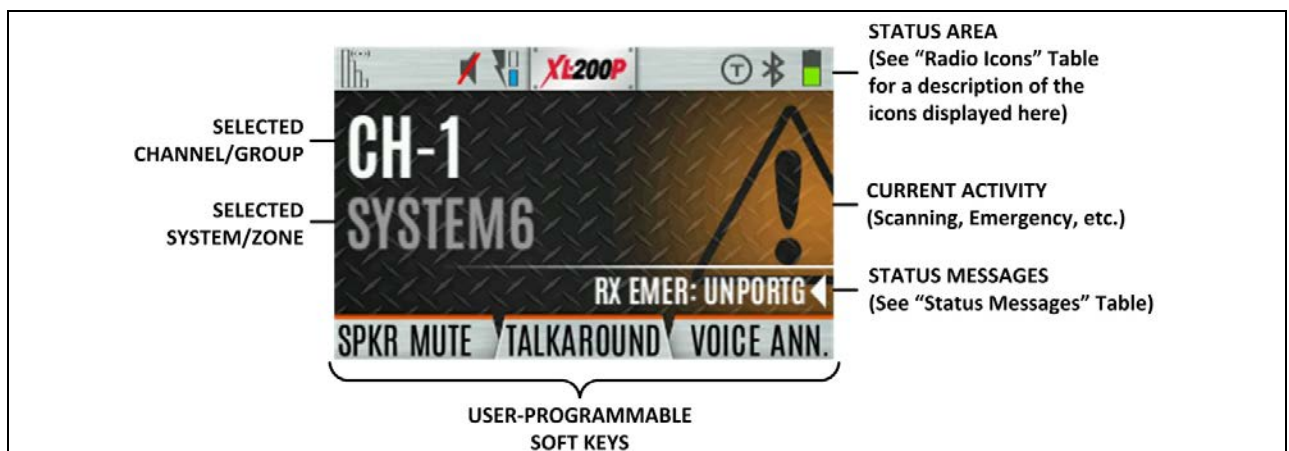 STATUS AREA
(See “Radio Icons” Table
for a description of the
icons displayed here)
XL-200P
T
SELECTED
CHANNEL/GROUP
CH-1
SELECTED
SYSTEM/ZONE
SYSTEM6
CURRENT ACTIVITY
(Scanning, Emergency, etc.)
RX EMER: UNPORTG
STATUS MESSAGES
(See “Status Messages” Table)
SPKR MUTE TALKAROUND VOICE ANN.
USER-PROGRAMMABLE
SOFT KEYS